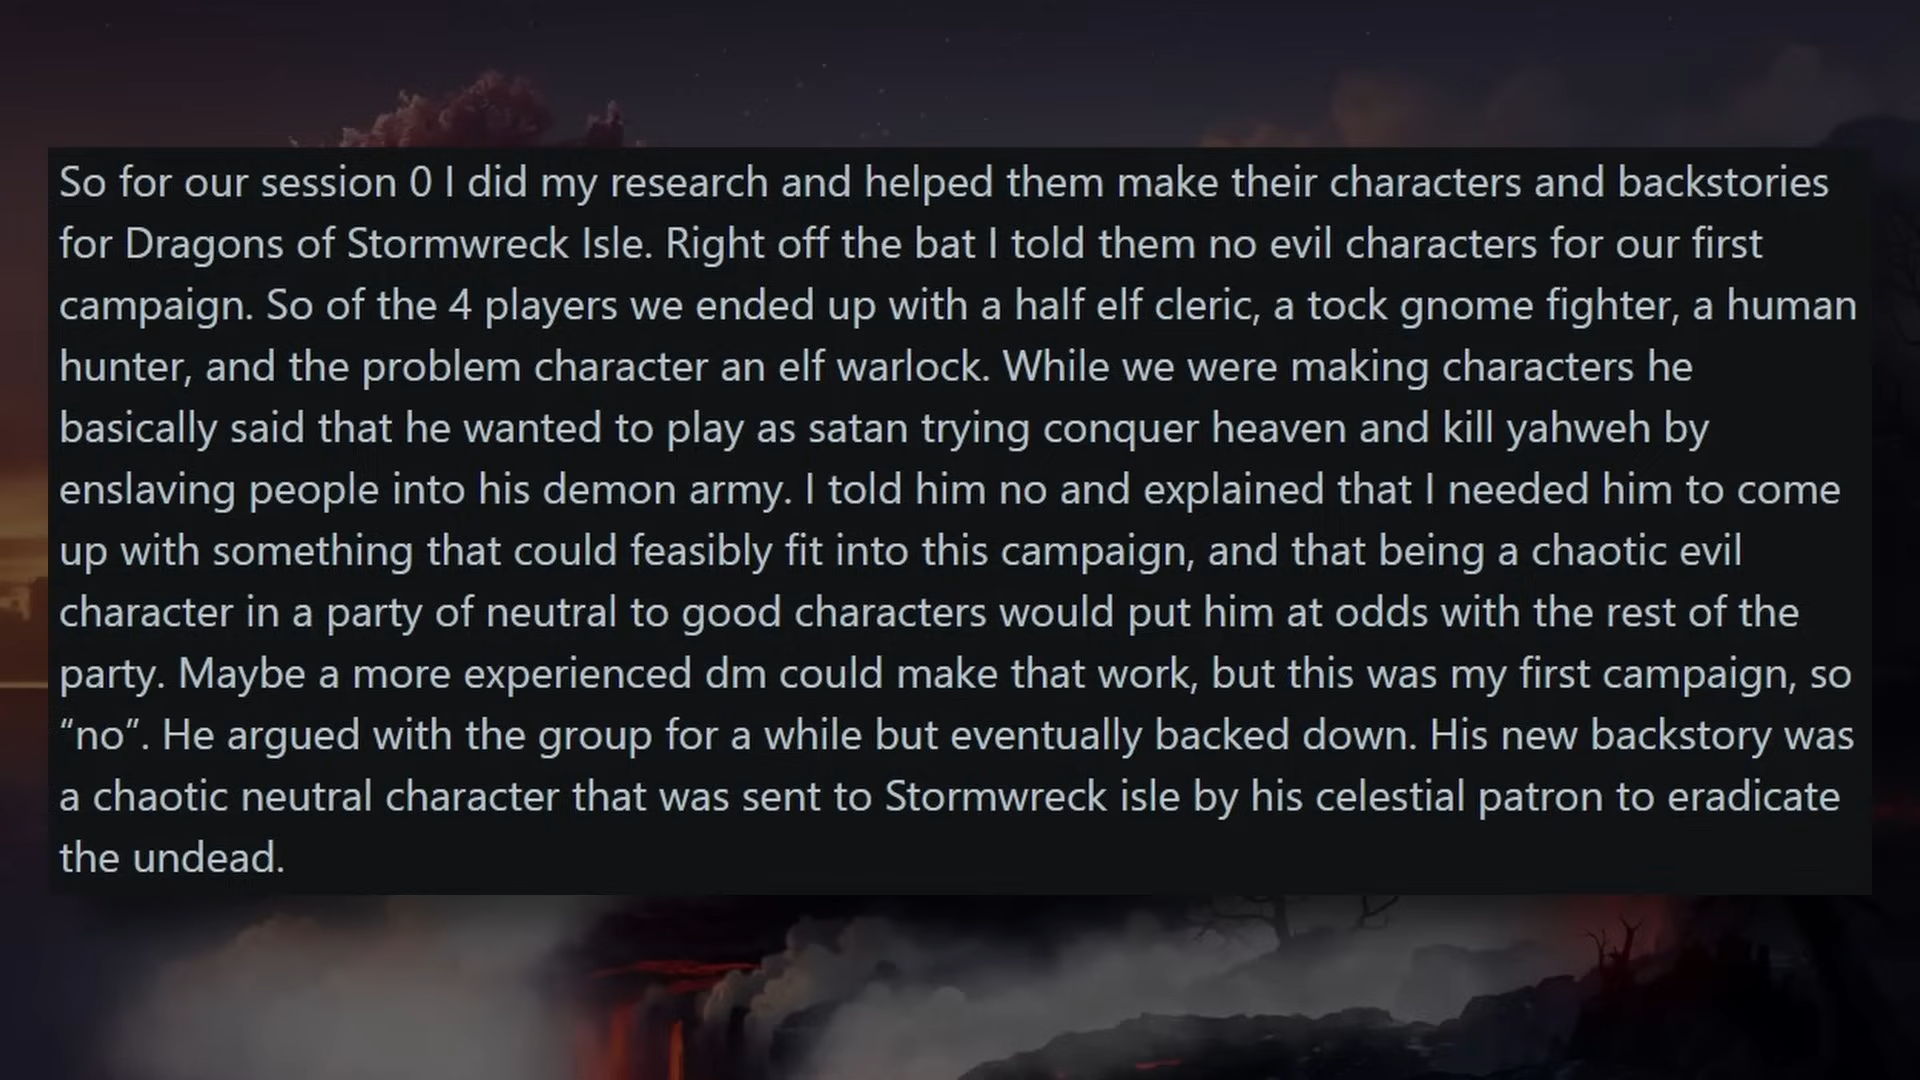 So for our session 0 I did my research and helped them make their characters and backstories
for Dragons of Stormwreck Isle. Right off the bat I told them no evil characters for our first
campaign. So of the 4 players we ended up with a half elf cleric, a tock gnome fighter, a human
hunter, and the problem character an elf warlock. While we were making characters he
basically said that he wanted to play as satan trying conquer heaven and kill yahweh by
enslaving people into his demon army. I told him no and explained that I needed him to come
up with something that could feasibly fit into this campaign, and that being a chaotic evil
character in a party of neutral to good characters would put him at odds with the rest of the
party. Maybe a more experienced dm could make that work, but this was my first campaign, so
“no”. He argued with the group for a while but eventually backed down. His new backstory was
a chaotic neutral character that was sent to Stormwreck isle by his celestial patron to eradicate
the undead.